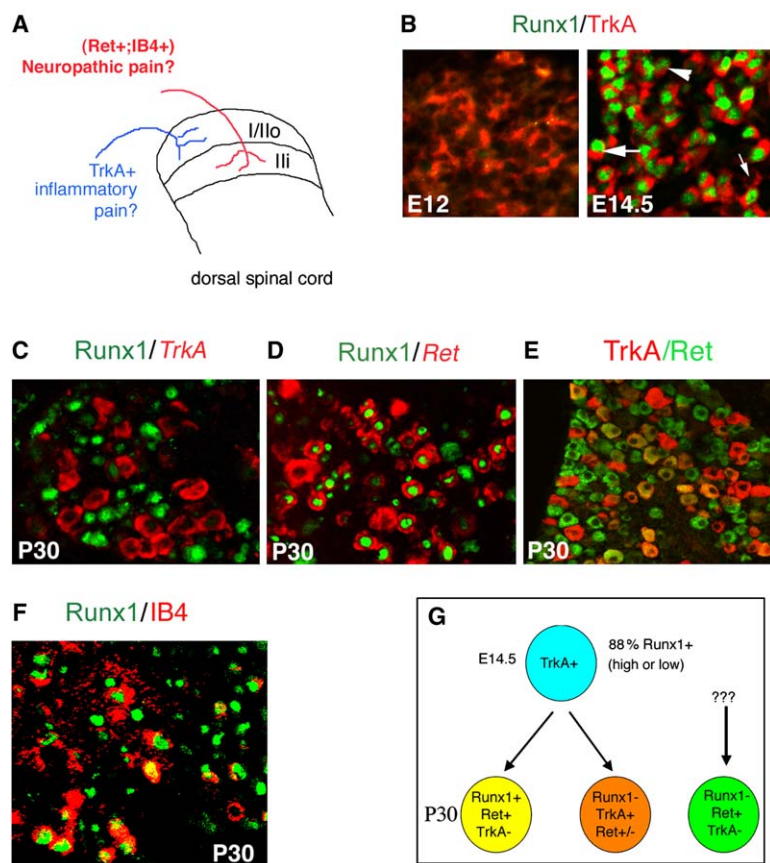 A
(Ret+;IB4+)
Neuropathic pain?
I/IIo
IIi
TrkA+
inflammatory
pain?
dorsal spinal cord
B
Runx1/TrkA
E12
E14.5
C
Runx1/TrkA
P30
D
Runx1/Ret
P30
E
TrkA/Ret
P30
F
Runx1/IB4
P30
G
E14.5
TrkA+
88% Runx1+
(high or low)
???
P30
Runx1+
Ret+
TrkA-
Runx1-
TrkA+
Ret+/-
Runx1-
Ret+
TrkA-